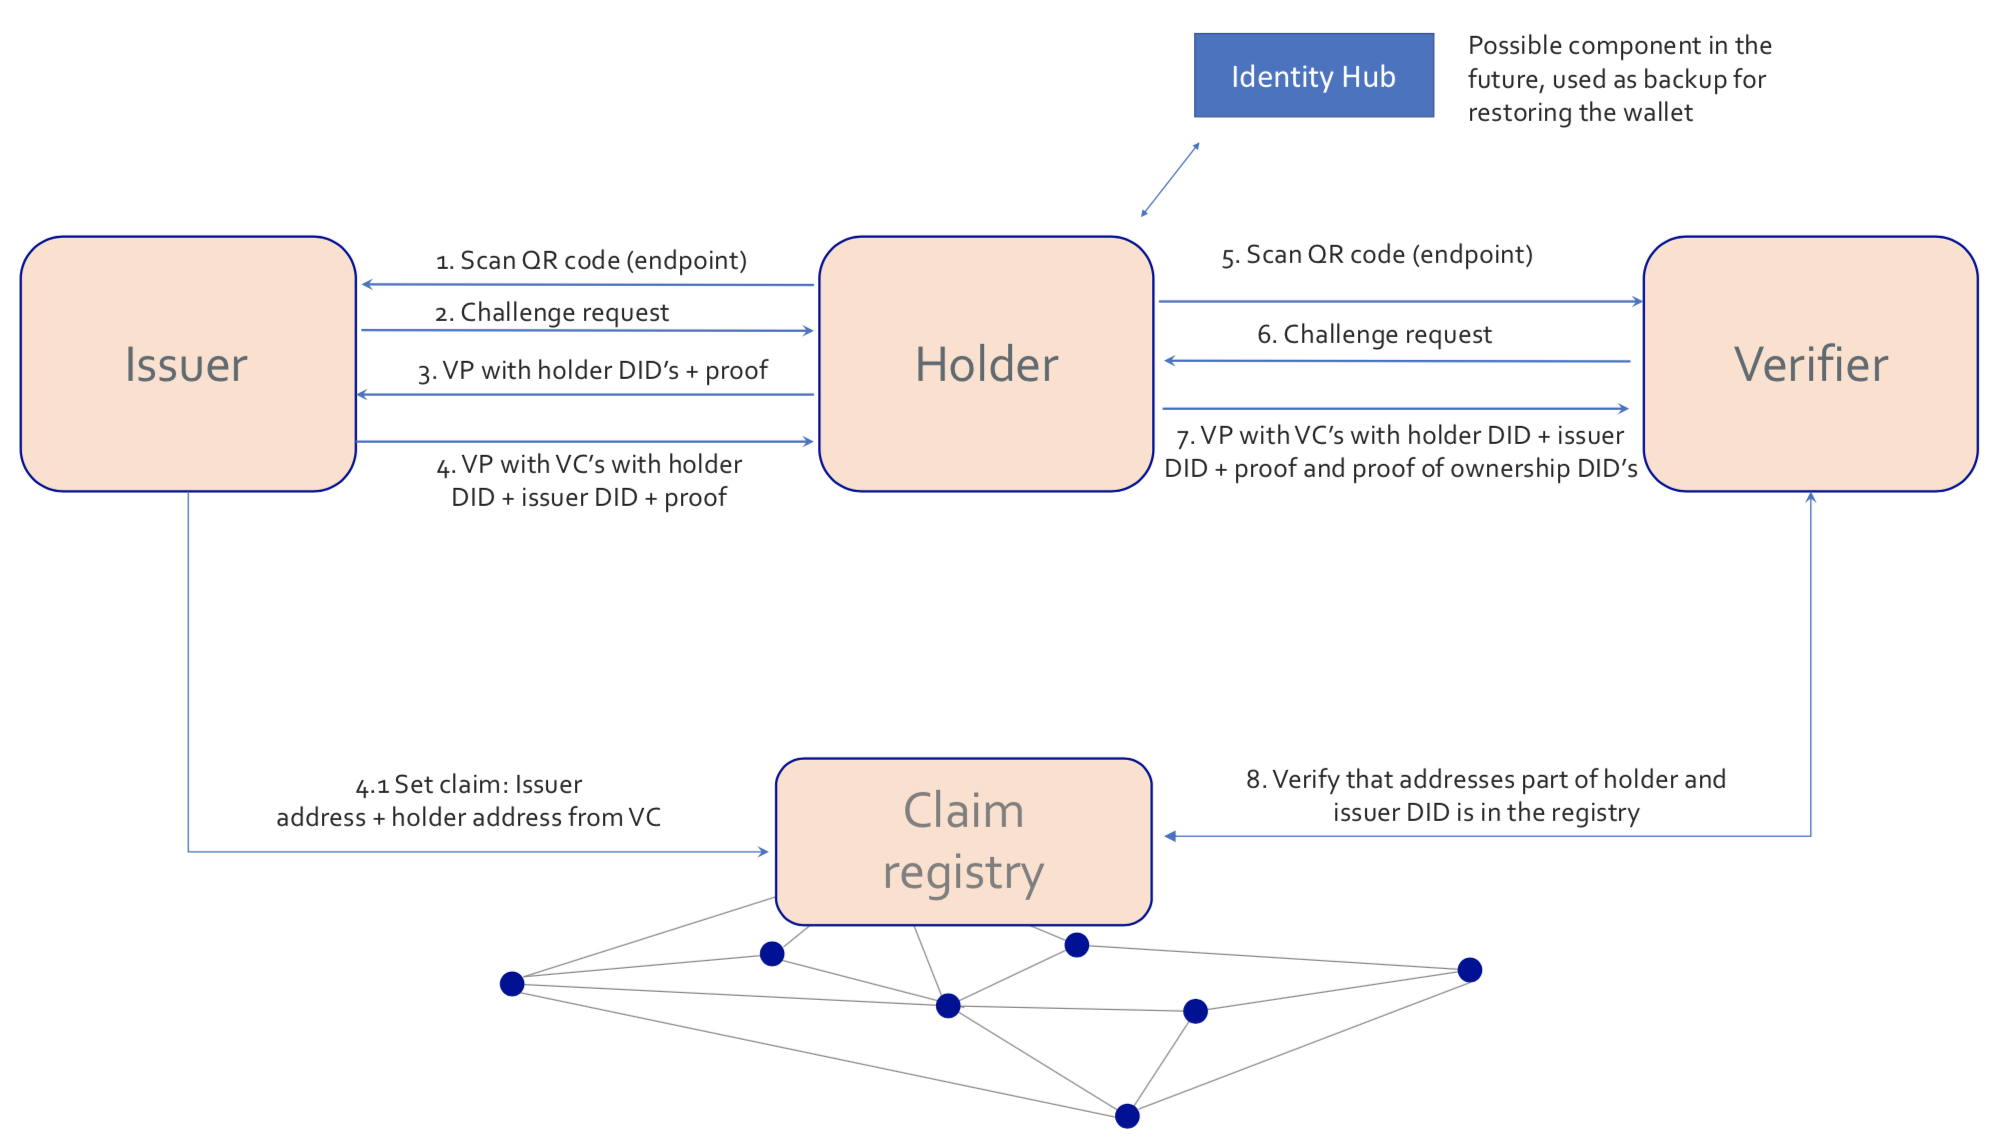 Identity Hub
Possible component in the
future, used as backup for
restoring the wallet
Issuer
1. Scan QR code (endpoint)
2. Challenge request
3. VP with holder DID’s + proof
4. VP with VC’s with holder
DID + issuer DID + proof
Holder
5. Scan QR code (endpoint)
6. Challenge request
7. VP with VC’s with holder DID + issuer
DID + proof and proof of ownership DID’s
Verifier
4.1 Set claim: Issuer
address + holder address from VC
Claim
registry
8. Verify that addresses part of holder and
issuer DID is in the registry